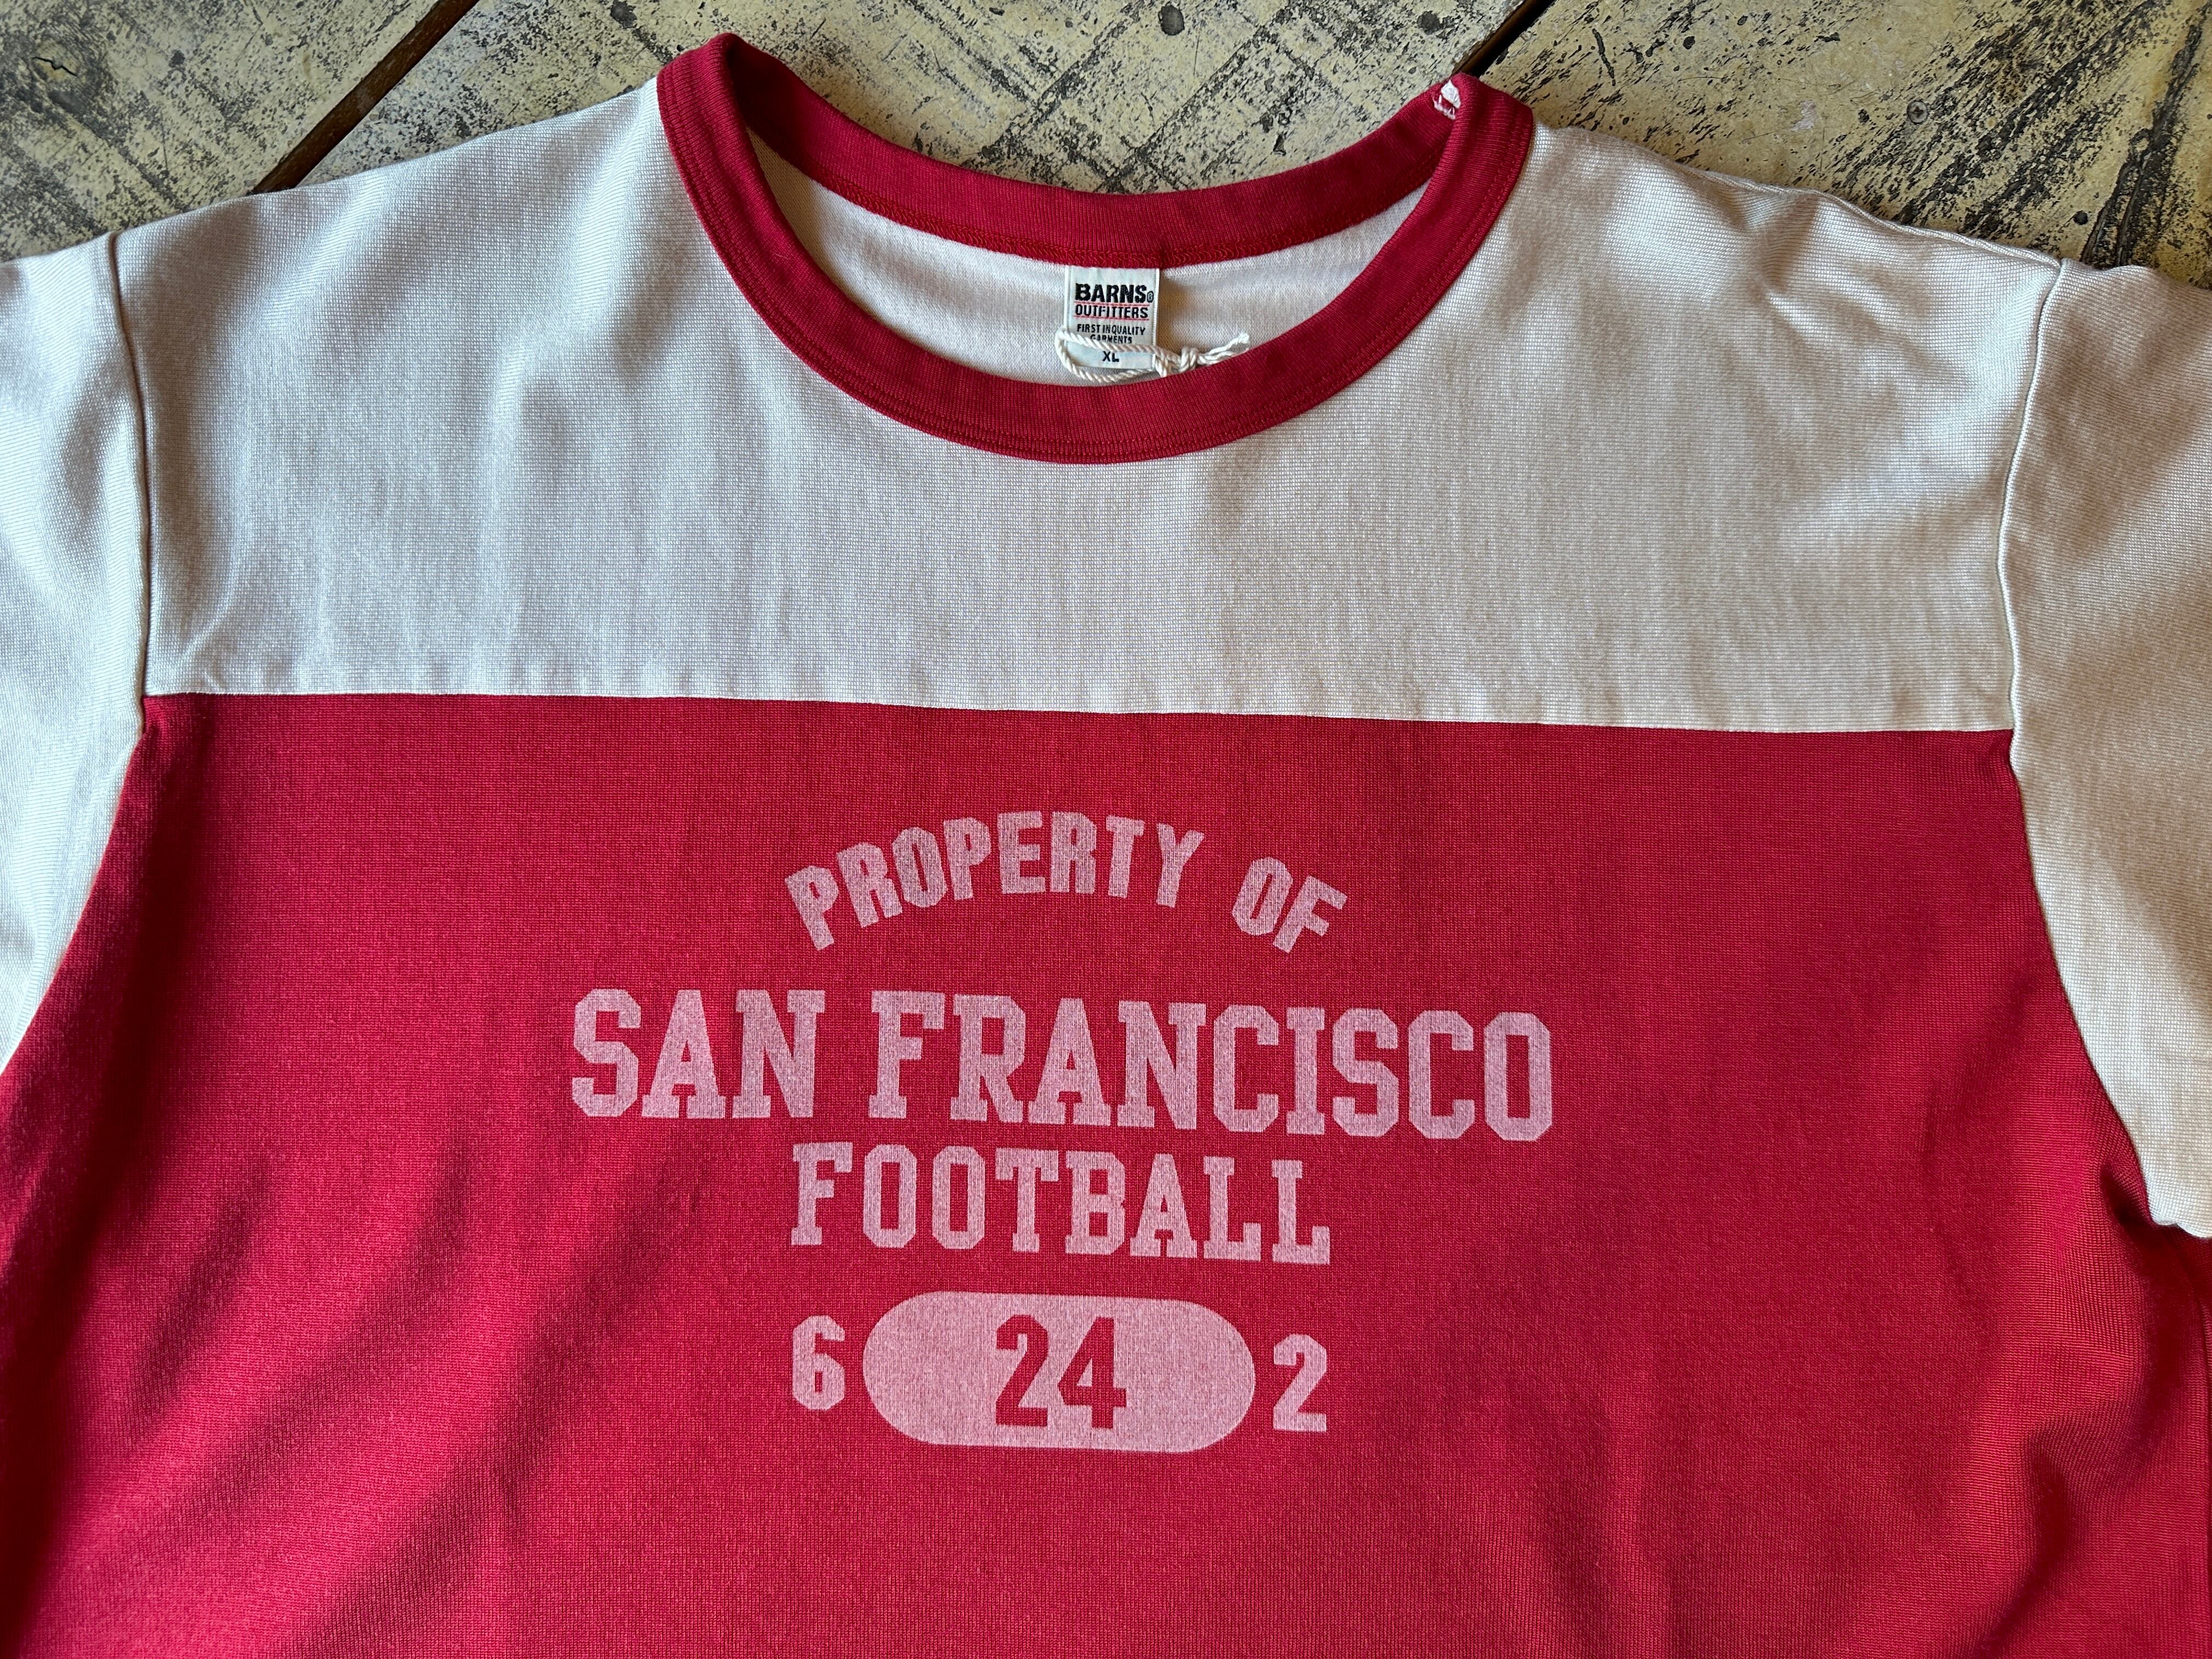 BARNS®
OUTFITTERS
FIRST IN QUALITY
GARMENTS
XL
PROPERTY OF
SAN FRANCISCO
FOOTBALL
6 24 2